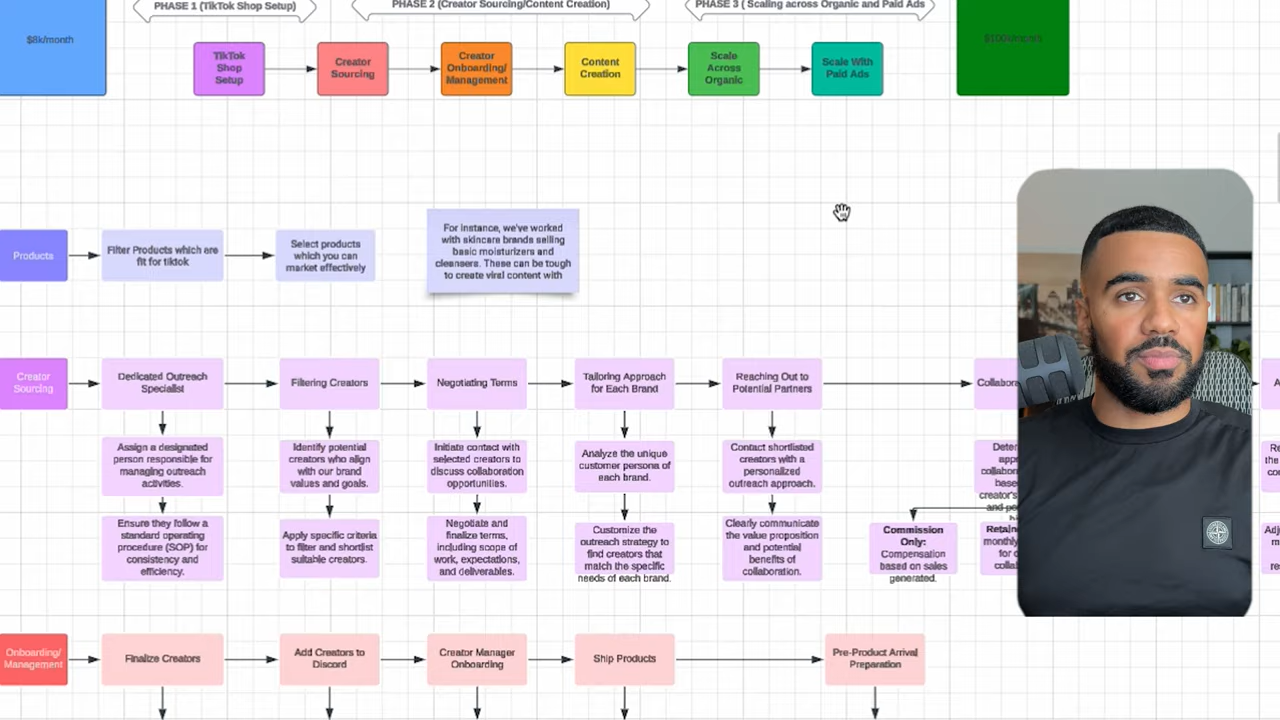 PHASE 1 (TikTok Shop Setup)
PHASE 2 (Creator Sourcing/Content Creation)
PHASE 3 ( Scaling across Organic and Paid Ads
$8k/month
TikTok
Shop
Setup
Creator
Sourcing
Creator
Onboarding/
Management
Content
Creation
Scale
Across
Organic
Scale With
Paid Ads
Products
Filter Products which are
fit for tiktok
Select products
which you can
market effectively
For instance, we've worked
with skincare brands selling
basic moisturizers and
cleansers. These can be tough
to create viral content with
Creator
Sourcing
Dedicated Outreach
Specialist
Filtering Creators
Negotiating Terms
Tailoring Approach
for Each Brand
Reaching Out to
Potential Partners
Collabora
Assign a designated
person responsible for
managing outreach
activities.
Identify potential
creators who align
with our brand
values and goals.
Initiate contact with
selected creators to
discuss collaboration
opportunities.
Analyze the unique
customer persona of
each brand.
Contact shortlisted
creators with a
personalized
outreach approach.
Deter
appr
collabor
base
creator's
and pe
Ensure they follow a
standard operating
procedure (SOP) for
consistency and
efficiency.
Apply specific criteria
to filter and shortlist
suitable creators.
Negotiate and
finalize terms,
including scope of
work, expectations,
and deliverables.
Customize the
outreach strategy to
find creators that
match the specific
needs of each brand.
Clearly communicate
the value proposition
and potential
benefits of
collaboration.
Commission
Only:
Compensation
based on sales
generated.
Retaine
monthly
for c
collal
Onboarding/
Management
Finalize Creators
Add Creators to
Discord
Creator Manager
Onboarding
Ship Products
Pre-Product Arrival
Preparation